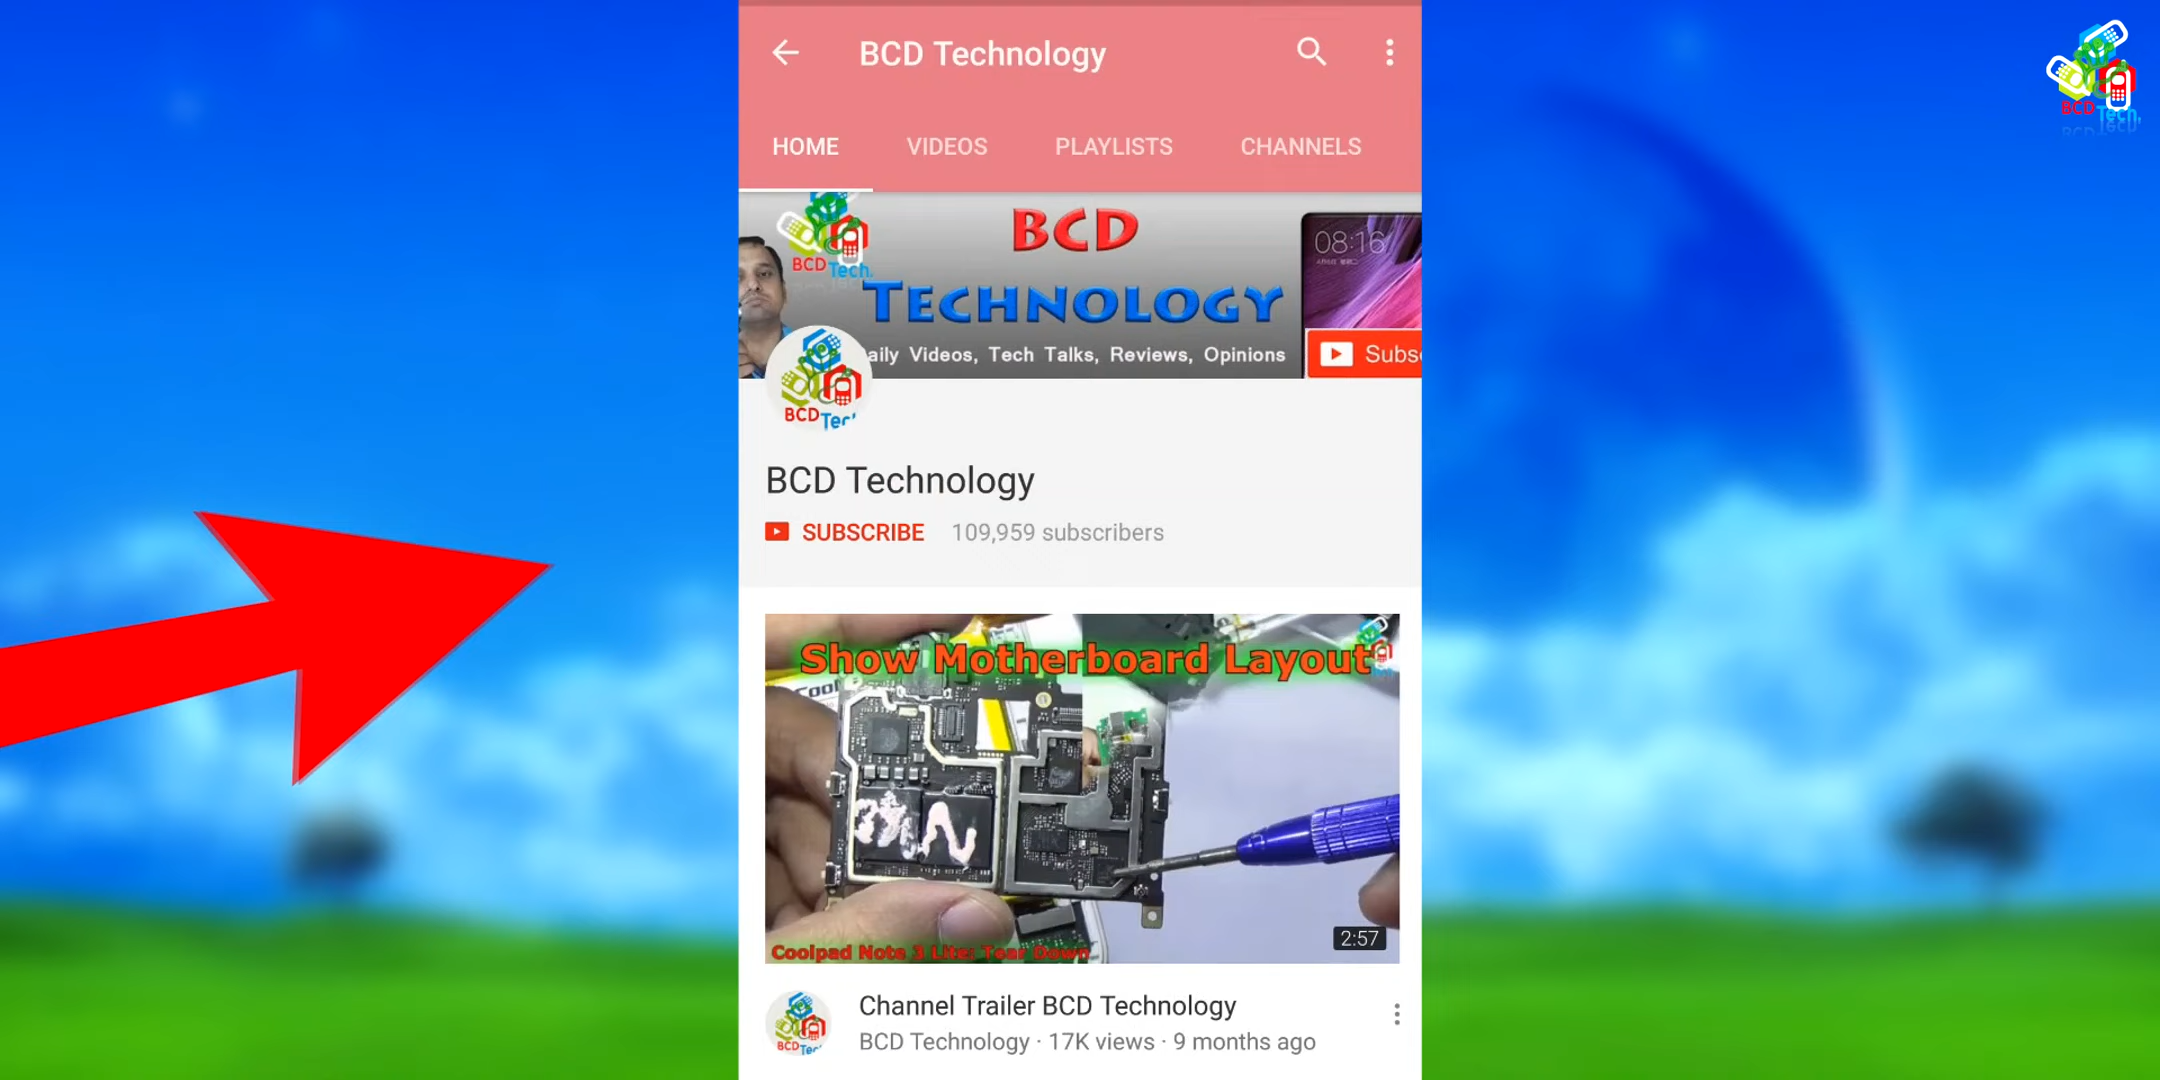 BCD Technology
HOME VIDEOS PLAYLISTS CHANNELS
BCD Tech.
BCD
TECHNOLOGY
aily Videos, Tech Talks, Reviews, Opinions
08:16
Subs
BCD
BCD Technology
SUBSCRIBE 109,959 subscribers
Show Motherboard Layout
Cool
Coolpad Note 3 Lite: Tear Down
2:57
Channel Trailer BCD Technology
BCD Technology · 17K views · 9 months ago
BCD
BCD Tech.